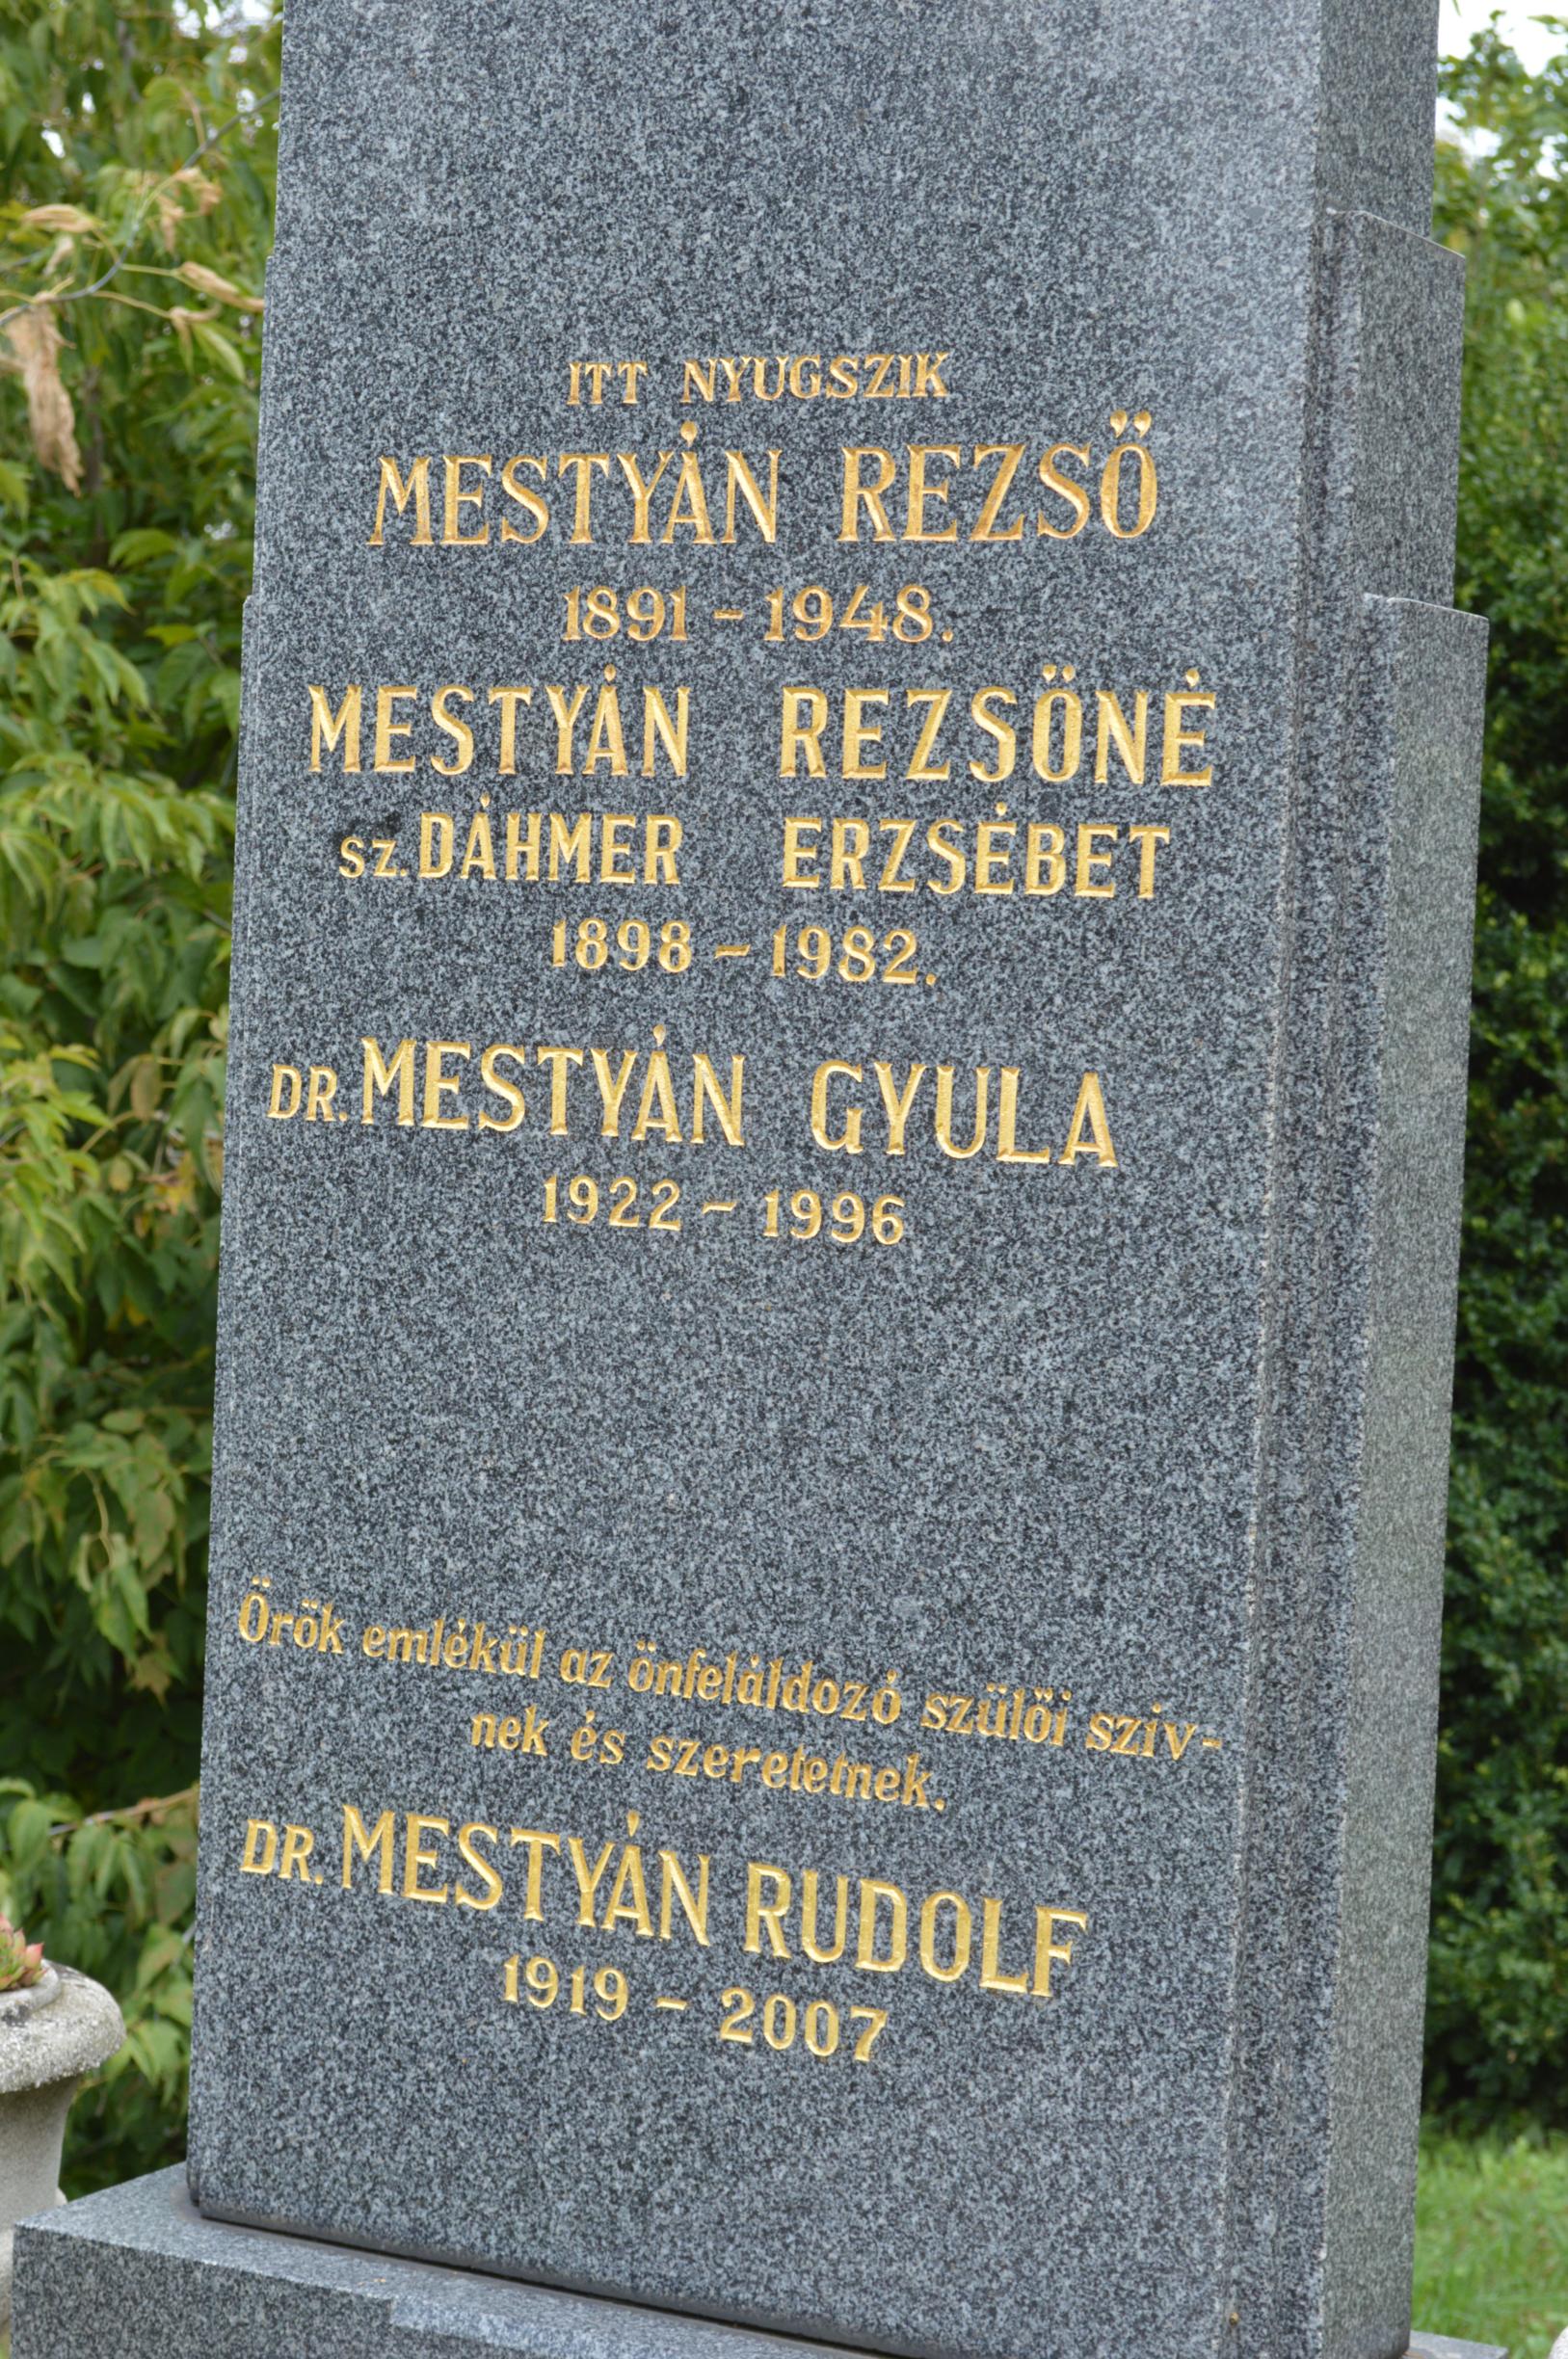 ITT NYUGSZIK
MESTYÁN REZSŐ
1891 - 1948.
MESTYÁN REZSŐNÉ
SZ. DÁHMER ERZSÉBET
1898 - 1982.
DR. MESTYÁN GYULA
1922 - 1996
Örök emlékül az önfeláldozó szülői sziv-
nek és szeretetnek.
DR. MESTYÁN RUDOLF
1919 - 2007